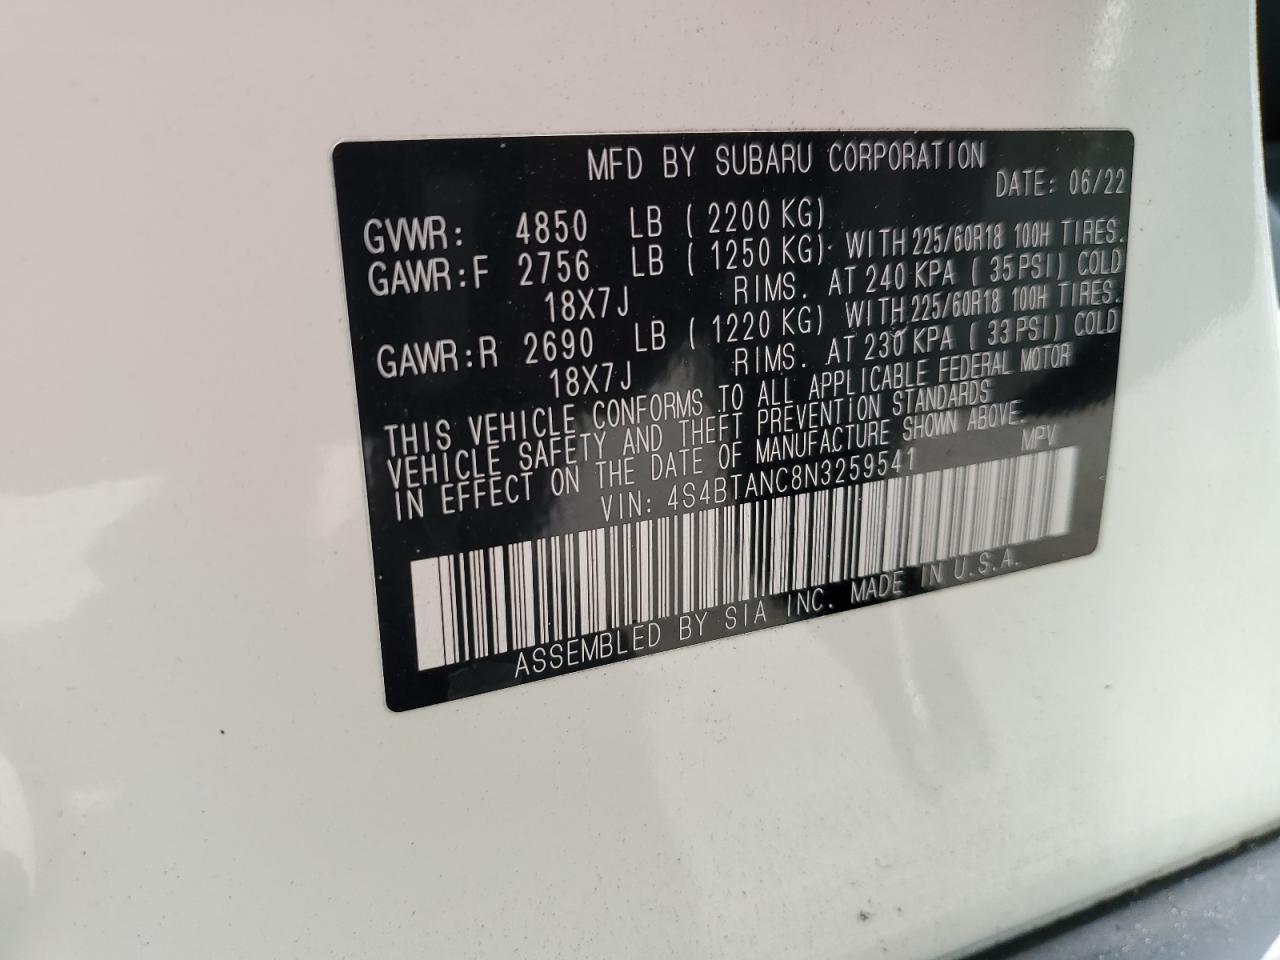 MFD BY SUBARU CORPORATION
DATE: 06/22
GVWR: 4850 LB ( 2200 KG)
GAWR:F 2756 LB ( 1250 KG) WITH 225/60R18 100H TIRES.
18X7J RIMS. AT 240 KPA ( 35 PSI) COLD
GAWR:R 2690 LB ( 1220 KG) WITH 225/60R18 100H TIRES.
18X7J RIMS. AT 230 KPA ( 33 PSI) COLD
THIS VEHICLE CONFORMS TO ALL APPLICABLE FEDERAL MOTOR
VEHICLE SAFETY AND THEFT PREVENTION STANDARDS
IN EFFECT ON THE DATE OF MANUFACTURE SHOWN ABOVE.
VIN: 4S4BTANC8N3259541 MPV
ASSEMBLED BY SIA INC. MADE IN U.S.A.